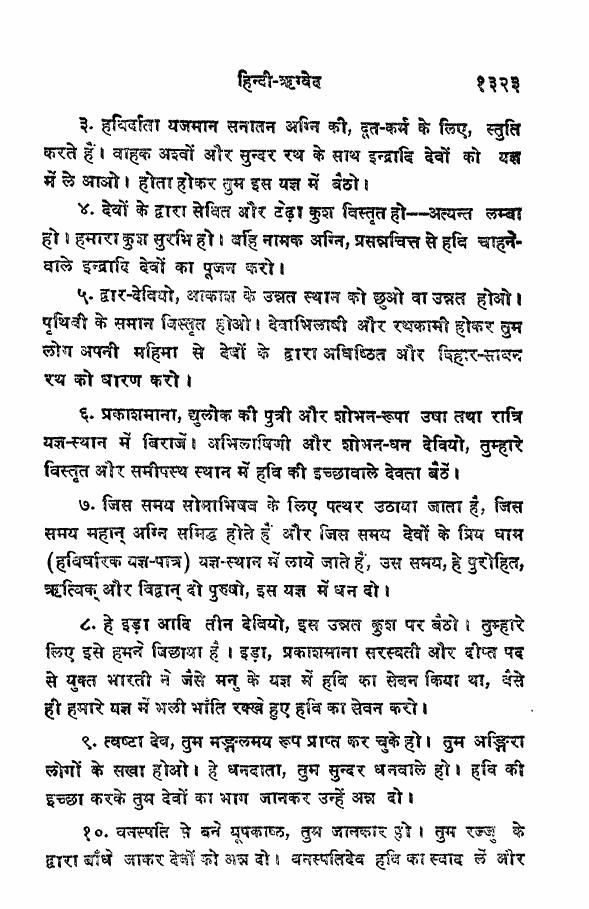 हिन्दी-ऋग्वेद १३२३
३. हविर्दाता यजमान सनातन अग्नि की, दूत-कर्म के लिए, स्तुति
करते हैं। वाहक अश्वों और सुन्दर रथ के साथ इन्द्रादि देवों को यज्ञ
में ले आओ। होता होकर तुम इस यज्ञ में बैठो।
४. देवों के द्वारा सेवित और टेढ़ा कुश विस्तृत हो--अत्यन्त लम्बा
हो। हमारा कुश सुरभि हो। बर्हि नामक अग्नि, प्रसन्नचित्त से हवि चाहने-
वाले इन्द्रादि देवों का पूजन करो।
५. द्वार-देवियो, आकाश के उन्नत स्थान को छुओ वा उन्नत होओ।
पृथिवी के समान विस्तृत होओ। देवाभिलाषी और रथकामी होकर तुम
लोग अपनी महिमा से देवों के द्वारा अधिष्ठित और विहार-साधन
रथ को धारण करो।
६. प्रकाशमाना, द्युलोक की पुत्री और शोभन-रूपा उषा तथा रात्रि
यज्ञ-स्थान में विराजें। अभिलाषिणी और शोभन-धन देवियो, तुम्हारे
विस्तृत और समीपस्थ स्थान में हवि की इच्छावाले देवता बैठें।
७. जिस समय सोमाभिषव के लिए पत्थर उठाया जाता है, जिस
समय महान् अग्नि समिद्ध होते हैं और जिस समय देवों के प्रिय धाम
(हविर्धारक यज्ञ-पात्र) यज्ञ-स्थान में लाये जाते हैं, उस समय, हे पुरोहित,
ऋत्विक् और विद्वान् दो पुरुषो, इस यज्ञ में धन दो।
८. हे इड़ा आदि तीन देवियो, इस उन्नत कुश पर बैठो। तुम्हारे
लिए इसे हमने बिछाया है। इड़ा, प्रकाशमाना सरस्वती और दीप्त पद
से युक्त भारती ने जैसे मनु के यज्ञ में हवि का सेवन किया था, वैसे
ही हमारे यज्ञ में भली भाँति रक्खे हुए हवि का सेवन करो।
९. त्वष्टा देव, तुम मङ्गलमय रूप प्राप्त कर चुके हो। तुम अङ्गिरा
लोगों के सखा होओ। हे धनदाता, तुम सुन्दर धनवाले हो। हवि की
इच्छा करके तुम देवों का भाग जानकर उन्हें अन्न दो।
१०. वनस्पति से बने यूपकाष्ठ, तुम जानकार हो। तुम रज्जु के
द्वारा बाँधे जाकर देवों को अन्न दो। वनस्पतिदेव हवि का स्वाद लें और